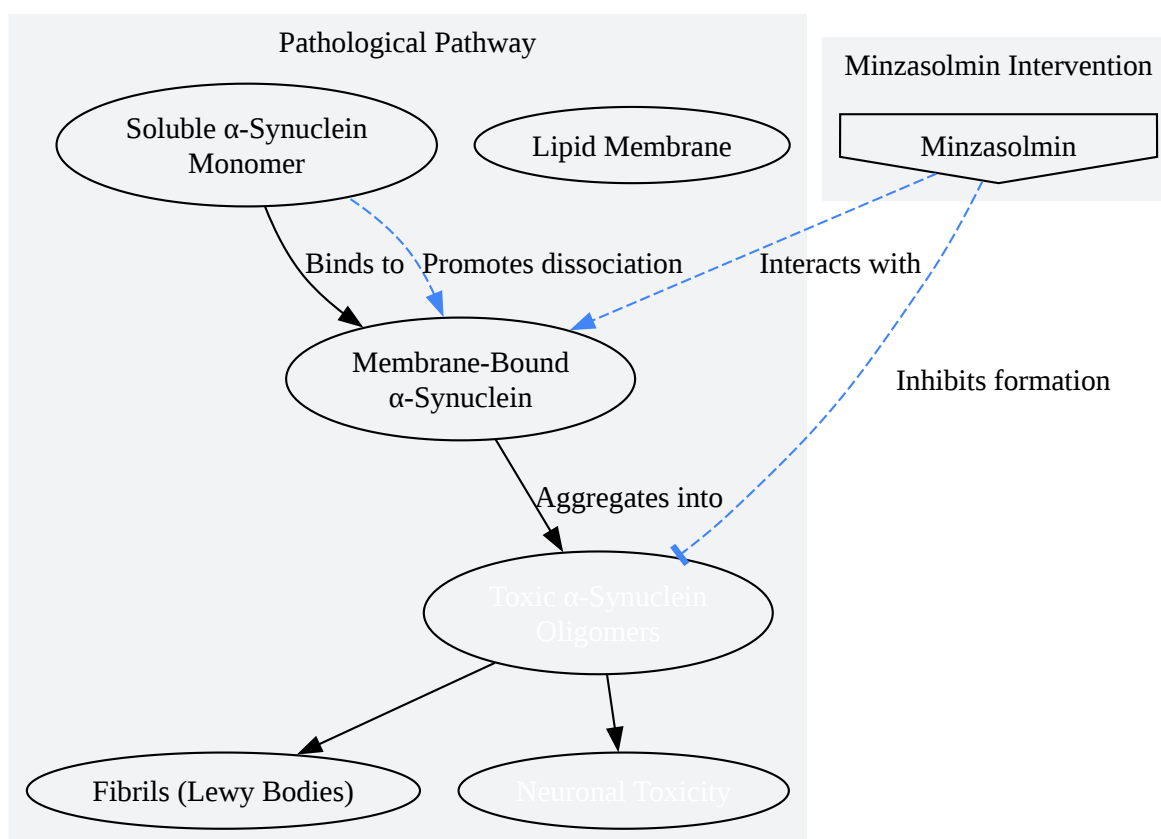 Pathological Pathway
Minzasolmin Intervention
Soluble α-Synuclein
Monomer
Lipid Membrane
Minzasolmin
Binds to
Promotes dissociation
Interacts with
Membrane-Bound
α-Synuclein
Inhibits formation
Aggregates into
Toxic α-Synuclein
Oligomers
Fibrils (Lewy Bodies)
Neuronal Toxicity